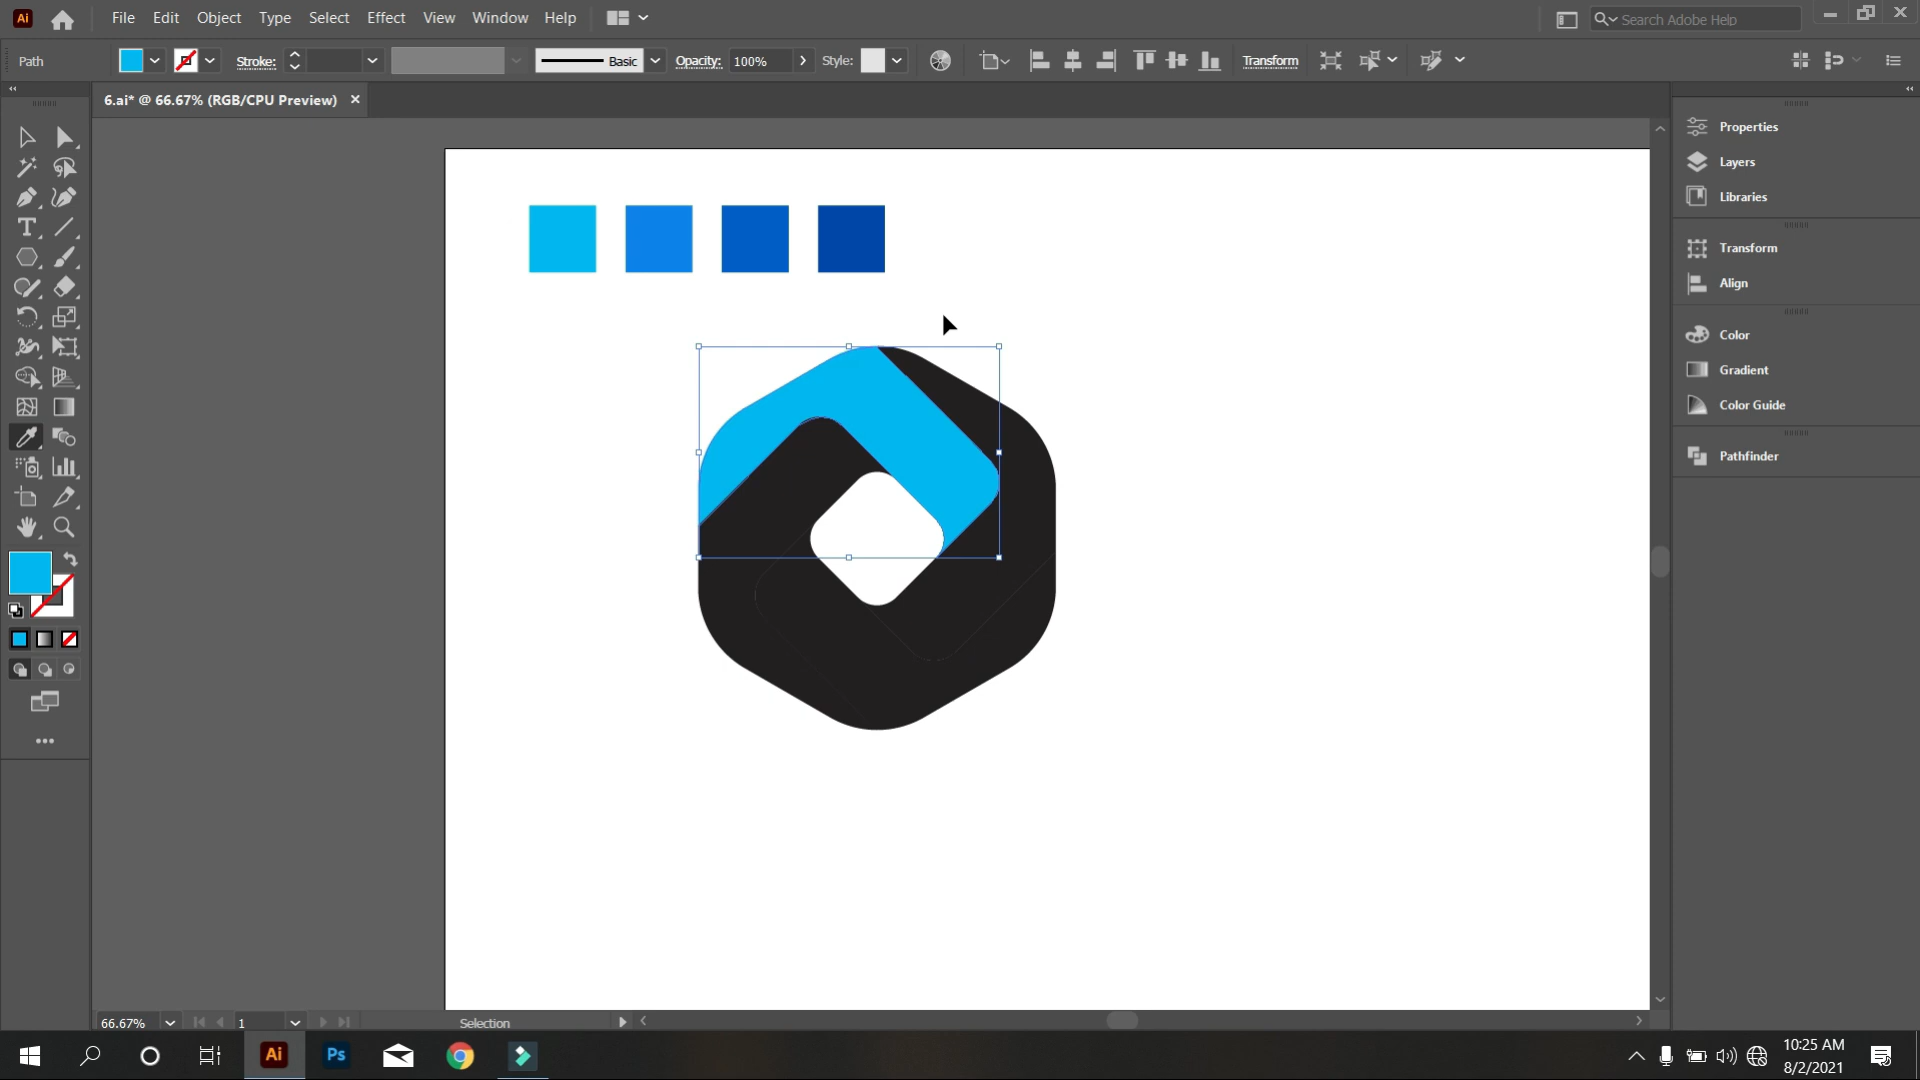 Ai File Edit Object Type Select Effect View Window Help Search Adobe Help
Path Stroke: Basic Opacity: 100% Style: Transform
6.ai* @ 66.67% (RGB/CPU Preview)
Properties
Layers
Libraries
Transform
Align
Color
Gradient
Color Guide
Pathfinder
66.67% 1 Selection
Ai Ps 10:25 AM
8/2/2021